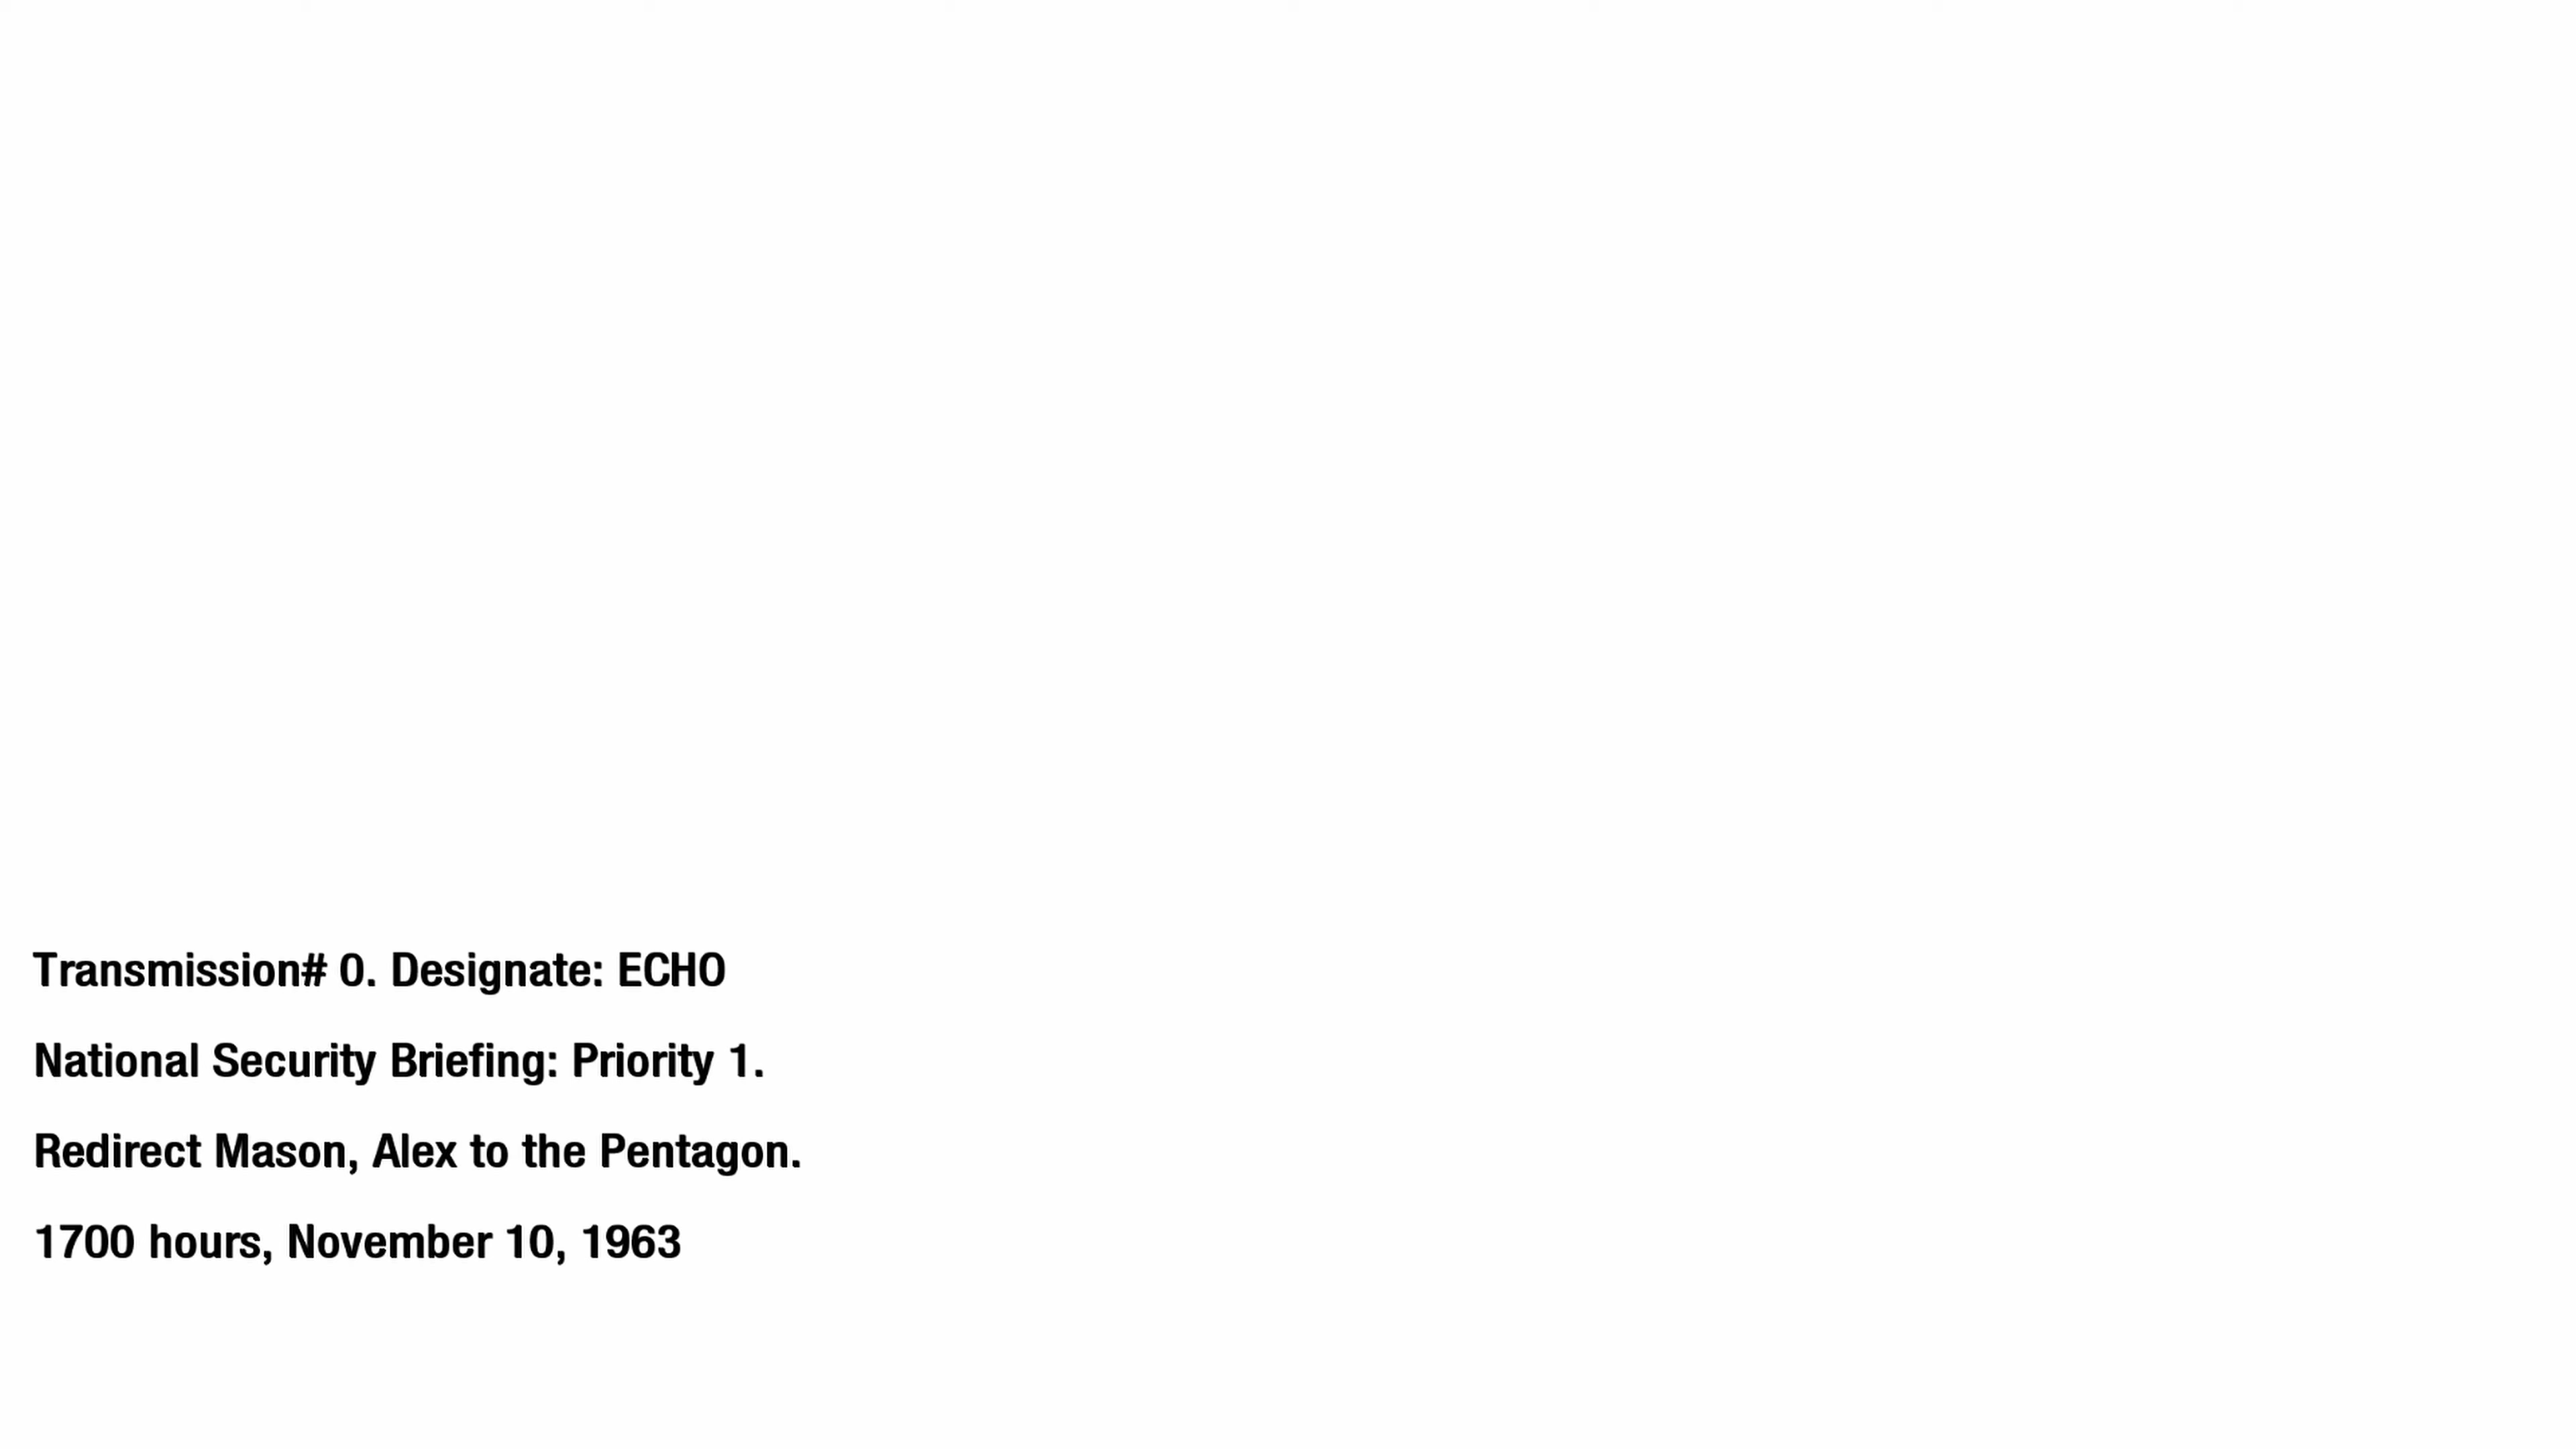 Transmission# 0. Designate: ECHO
National Security Briefing: Priority 1.
Redirect Mason, Alex to the Pentagon.
1700 hours, November 10, 1963